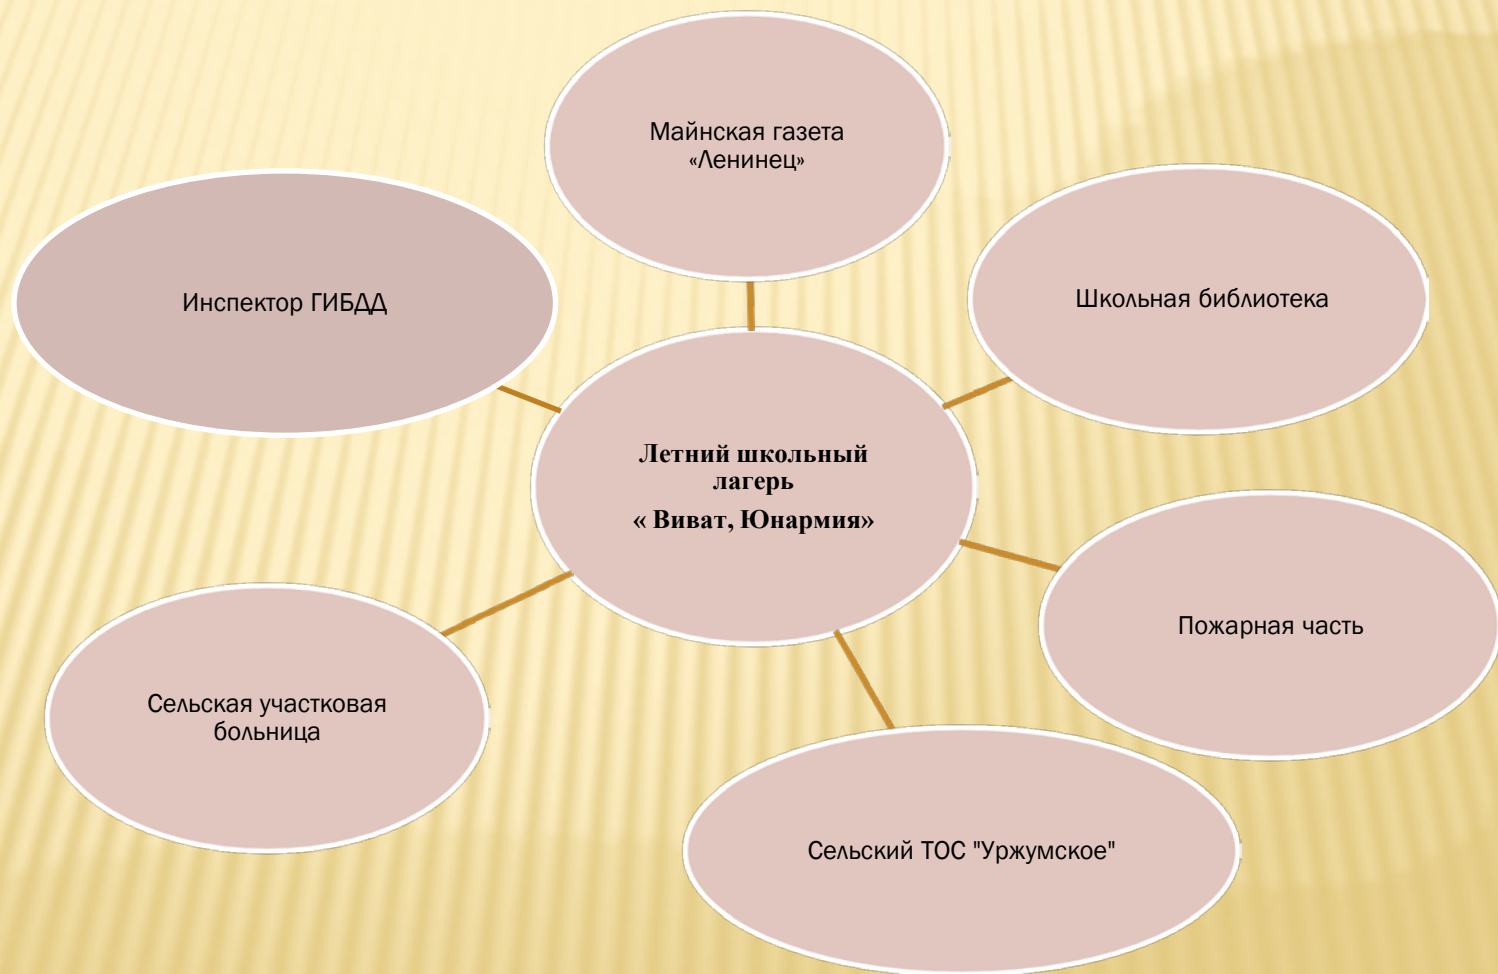 Майнская газета
«Ленинец»
Инспектор ГИБДД
Школьная библиотека
Летний школьный
лагерь
« Виват, Юнармия»
Пожарная часть
Сельская участковая
больница
Сельский ТОС "Уржумское"